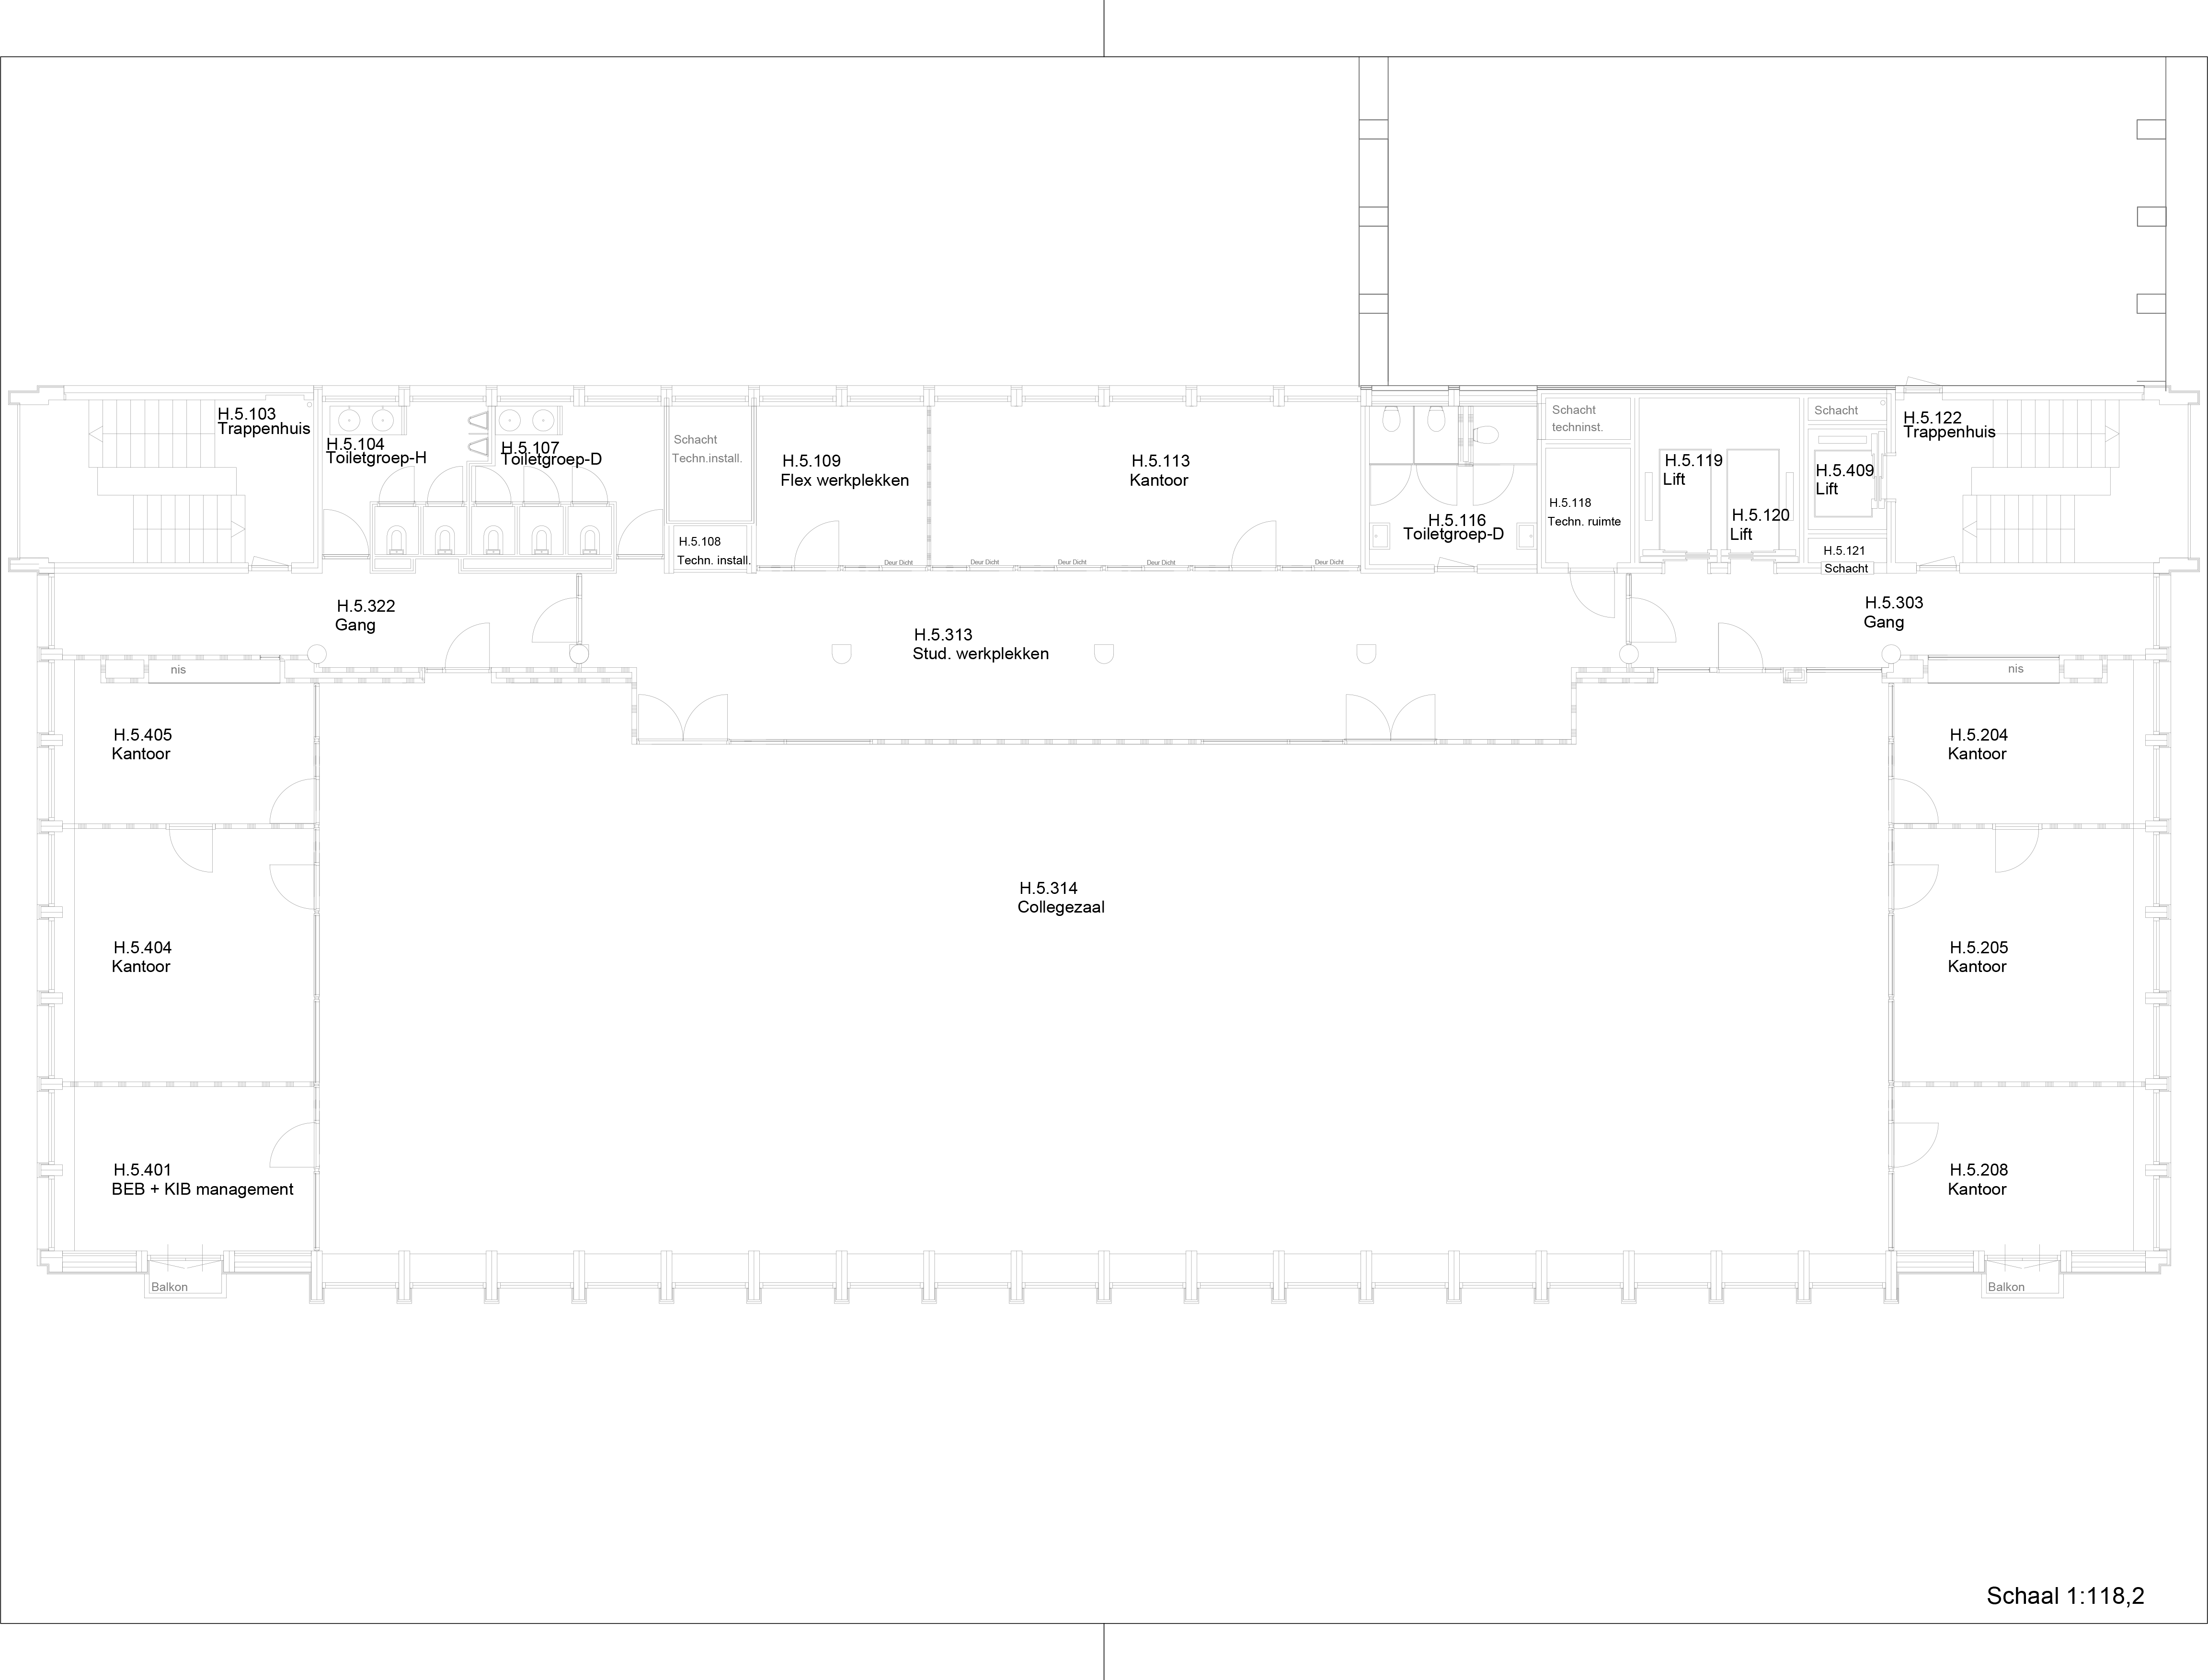 H.5.103
Trappenhuis
H.5.104
Toiletgroep-H
H.5.107
Toiletgroep-D
Schacht
Techn.install.
H.5.108
Techn. install.
H.5.109
Flex werkplekken
H.5.113
Kantoor
Deur Dicht
Deur Dicht
Deur Dicht
Deur Dicht
Deur Dicht
H.5.116
Toiletgroep-D
Schacht
techninst.
H.5.118
Techn. ruimte
H.5.119
Lift
H.5.120
Lift
Schacht
H.5.409
Lift
H.5.121
Schacht
H.5.122
Trappenhuis
H.5.322
Gang
H.5.313
Stud. werkplekken
H.5.303
Gang
nis
nis
H.5.405
Kantoor
H.5.204
Kantoor
H.5.314
Collegezaal
H.5.404
Kantoor
H.5.205
Kantoor
H.5.401
BEB + KIB management
H.5.208
Kantoor
Balkon
Balkon
Schaal 1:118,2